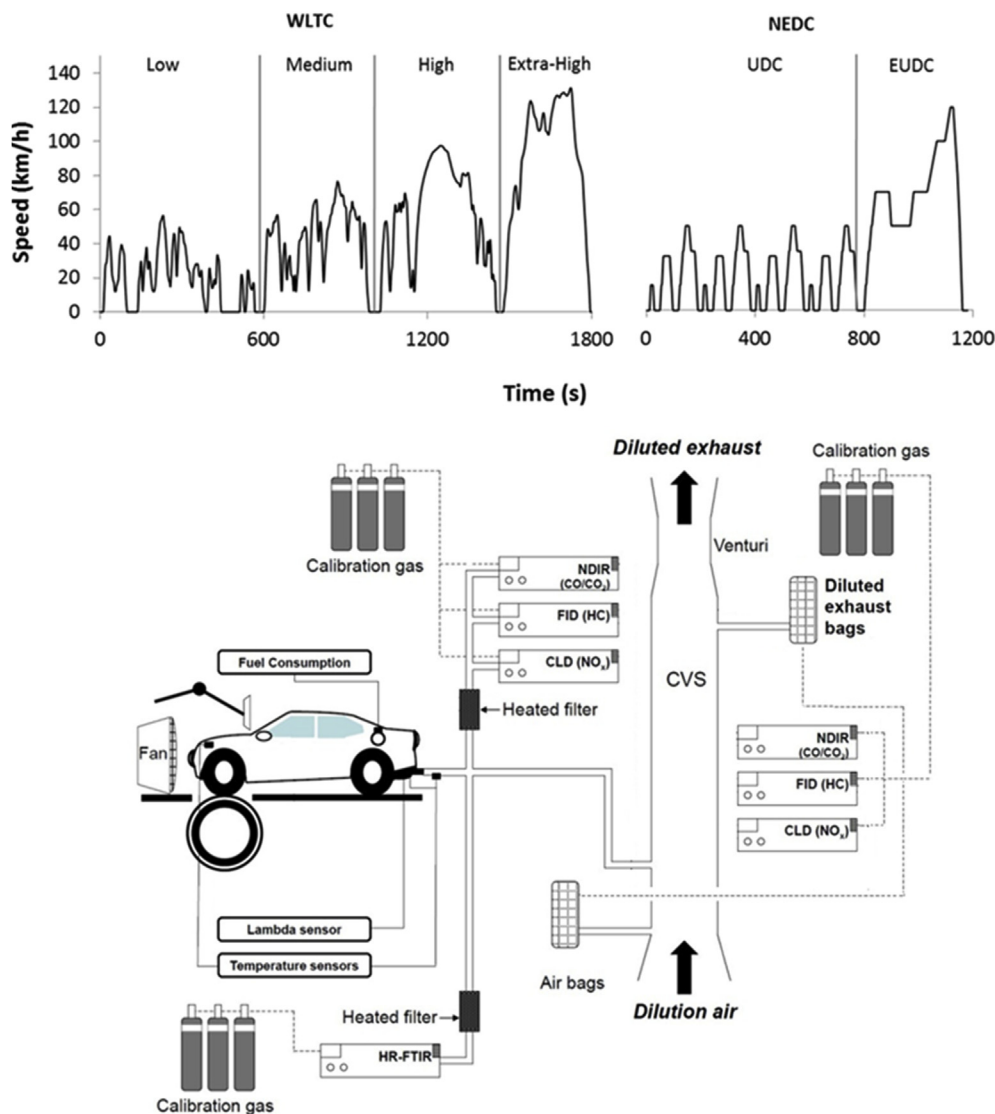 WLTC
NEDC
Low
Medium
High
Extra-High
UDC
EUDC
Speed (km/h)
140
120
100
80
60
40
20
0
0
600
1200
1800
0
400
800
1200
Time (s)
Diluted exhaust
Calibration gas
Venturi
Calibration gas
NDIR
(CO/CO₂)
FID (HC)
CLD (NOₓ)
Diluted
exhaust
bags
Fuel Consumption
CVS
Heated filter
Fan
NDIR
(CO/CO₂)
FID (HC)
CLD (NOₓ)
Lambda sensor
Temperature sensors
Air bags
Dilution air
Heated filter
HR-FTIR
Calibration gas